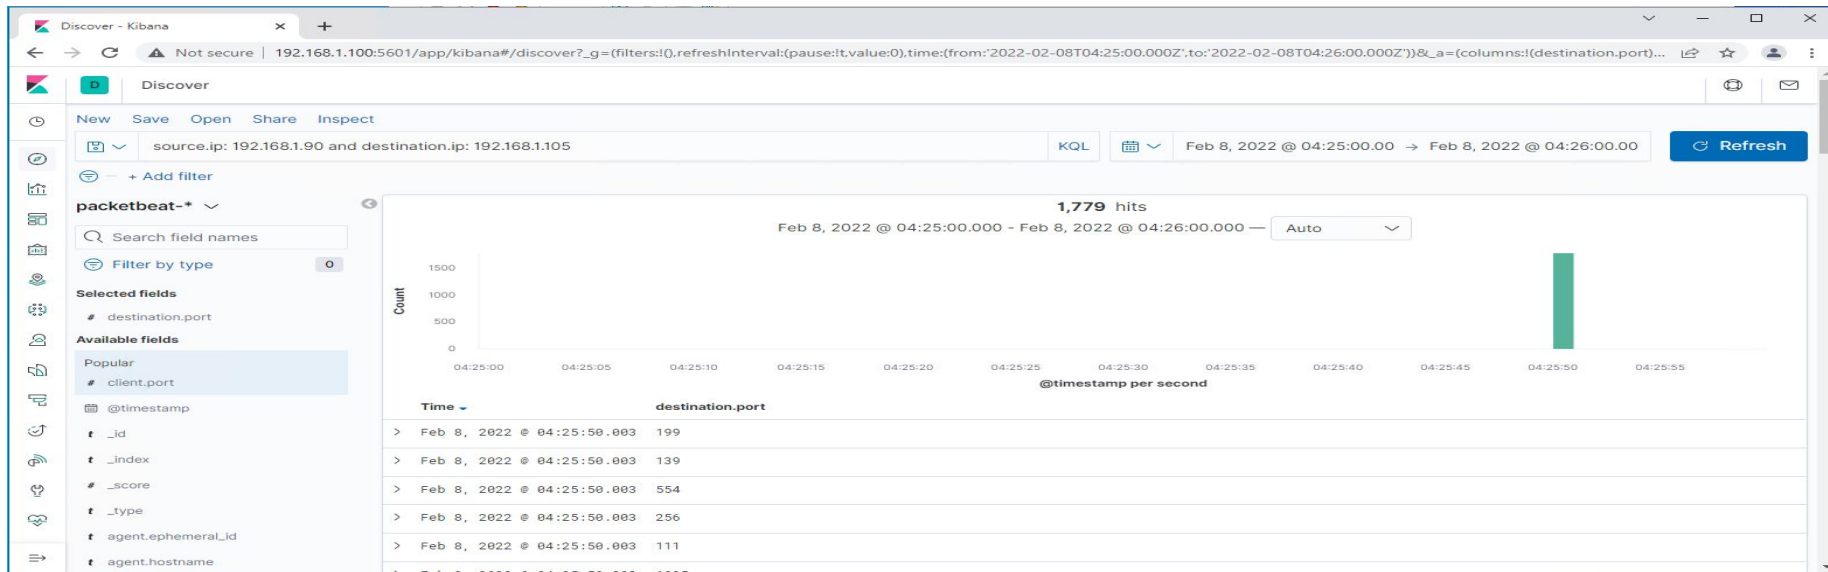 Discover - Kibana
Not secure | 192.168.1.100:5601/app/kibana#/discover?_g=(filters:!(),refreshInterval:(pause:!t,value:0),time:(from:'2022-02-08T04:25:00.000Z',to:'2022-02-08T04:26:00.000Z'))&_a=(columns:!(destination.port)...
D Discover
New Save Open Share Inspect
source.ip: 192.168.1.90 and destination.ip: 192.168.1.105 KQL Feb 8, 2022 @ 04:25:00.00 → Feb 8, 2022 @ 04:26:00.00 Refresh
+ Add filter
packetbeat-*
Search field names
Filter by type 0
Selected fields
# destination.port
Available fields
Popular
# client.port
@timestamp
t _id
t _index
# _score
t _type
t agent.ephemeral_id
t agent.hostname
1,779 hits
Feb 8, 2022 @ 04:25:00.000 - Feb 8, 2022 @ 04:26:00.000 — Auto
Count
1500
1000
500
0
04:25:00 04:25:05 04:25:10 04:25:15 04:25:20 04:25:25 04:25:30 04:25:35 04:25:40 04:25:45 04:25:50 04:25:55
@timestamp per second
Time destination.port
> Feb 8, 2022 @ 04:25:50.003 199
> Feb 8, 2022 @ 04:25:50.003 139
> Feb 8, 2022 @ 04:25:50.003 554
> Feb 8, 2022 @ 04:25:50.003 256
> Feb 8, 2022 @ 04:25:50.003 111